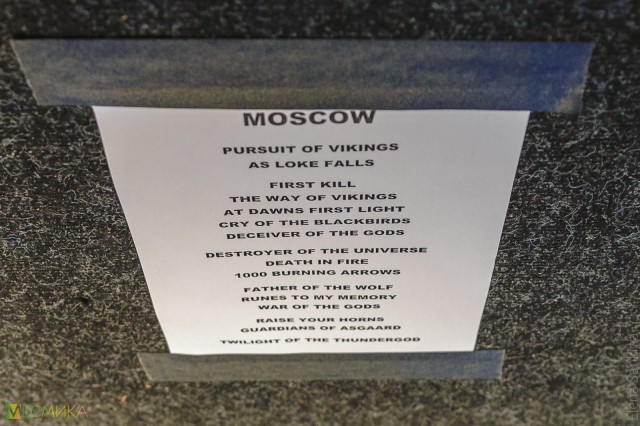 MOSCOW
PURSUIT OF VIKINGS
AS LOKE FALLS
FIRST KILL
THE WAY OF VIKINGS
AT DAWNS FIRST LIGHT
CRY OF THE BLACKBIRDS
DECEIVER OF THE GODS
DESTROYER OF THE UNIVERSE
DEATH IN FIRE
1000 BURNING ARROWS
FATHER OF THE WOLF
RUNES TO MY MEMORY
WAR OF THE GODS
RAISE YOUR HORNS
GUARDIANS OF ASGAARD
TWILIGHT OF THE THUNDERGOD